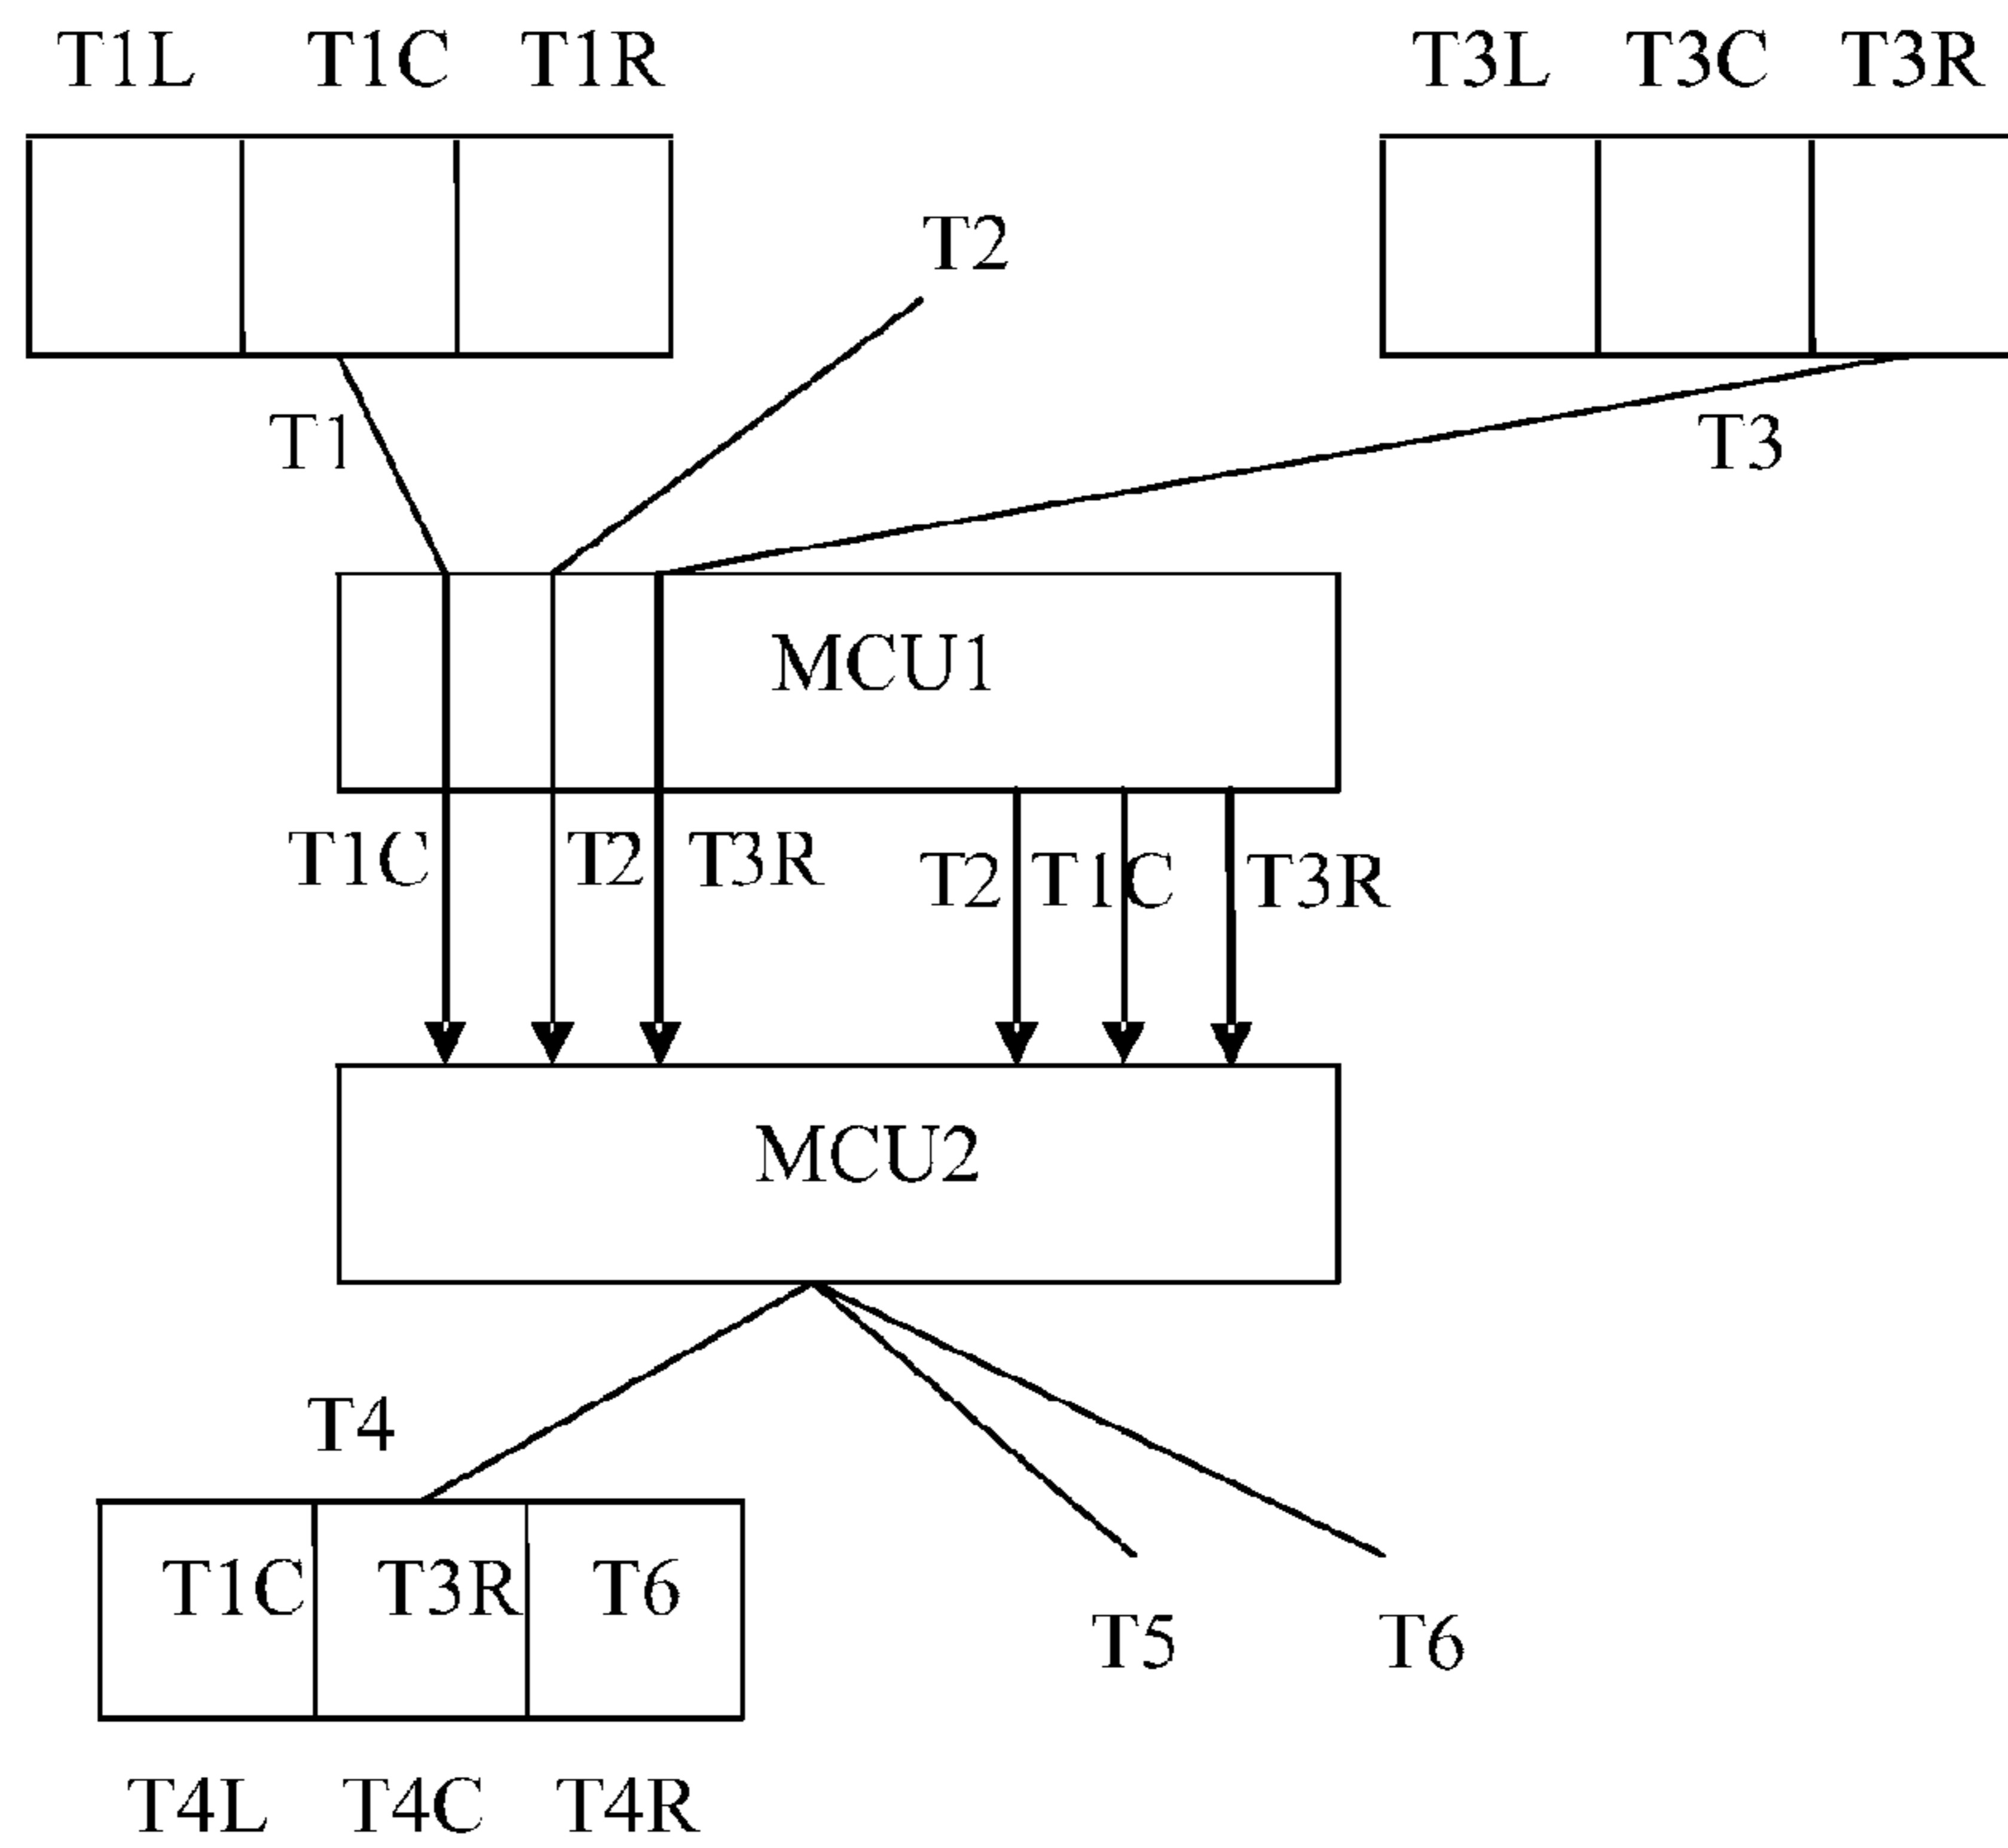 T1L T1C T1R T3L T3C T3R
T2
T1 T3
MCU1
T1C T2 T3R T2 T1C T3R
MCU2
T4
T1C T3R T6
T5 T6
T4L T4C T4R